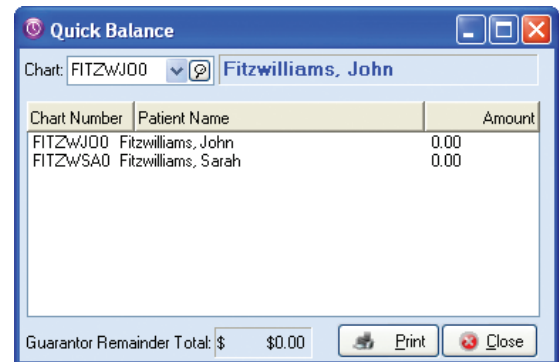 Quick Balance
Chart: FITZWJO0 Fitzwilliams, John
Chart Number Patient Name Amount
FITZWJO0 Fitzwilliams, John 0.00
FITZWSA0 Fitzwilliams, Sarah 0.00
Guarantor Remainder Total: $ $0.00 Print Close